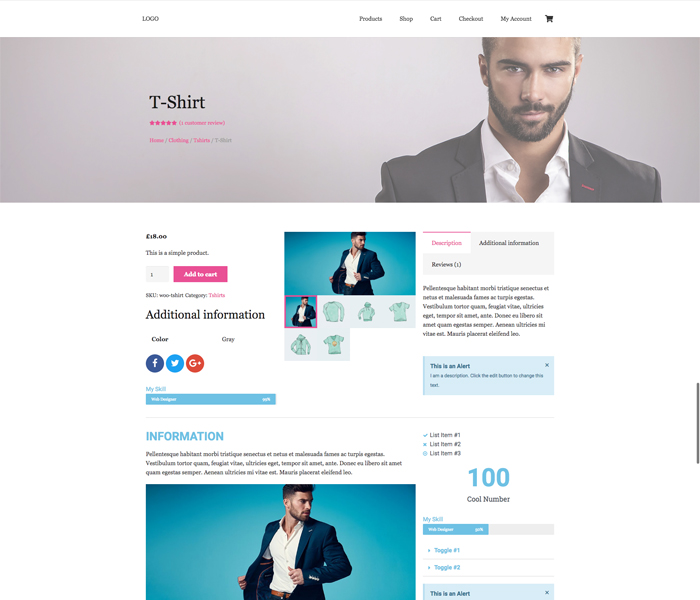 LOGO
Products Shop Cart Checkout My Account
T-Shirt
(1 customer review)
Home / Clothing / Tshirts / T-Shirt
£18.00
This is a simple product.
1 Add to cart
SKU: woo-tshirt Category: Tshirts
Additional information
Color Gray
f G+
My Skill
Web Designer 99%
Description Additional information
Reviews (1)
Pellentesque habitant morbi tristique senectus et
netus et malesuada fames ac turpis egestas.
Vestibulum tortor quam, feugiat vitae, ultricies
eget, tempor sit amet, ante. Donec eu libero sit
amet quam egestas semper. Aenean ultricies mi
vitae est. Mauris placerat eleifend leo.
This is an Alert ×
I am a description. Click the edit button to change this
text.
INFORMATION
Pellentesque habitant morbi tristique senectus et netus et malesuada fames ac turpis egestas.
Vestibulum tortor quam, feugiat vitae, ultricies eget, tempor sit amet, ante. Donec eu libero sit amet
quam egestas semper. Aenean ultricies mi vitae est. Mauris placerat eleifend leo.
List Item #1
List Item #2
List Item #3
100
Cool Number
My Skill
Web Designer 50%
Toggle #1
Toggle #2
This is an Alert ×